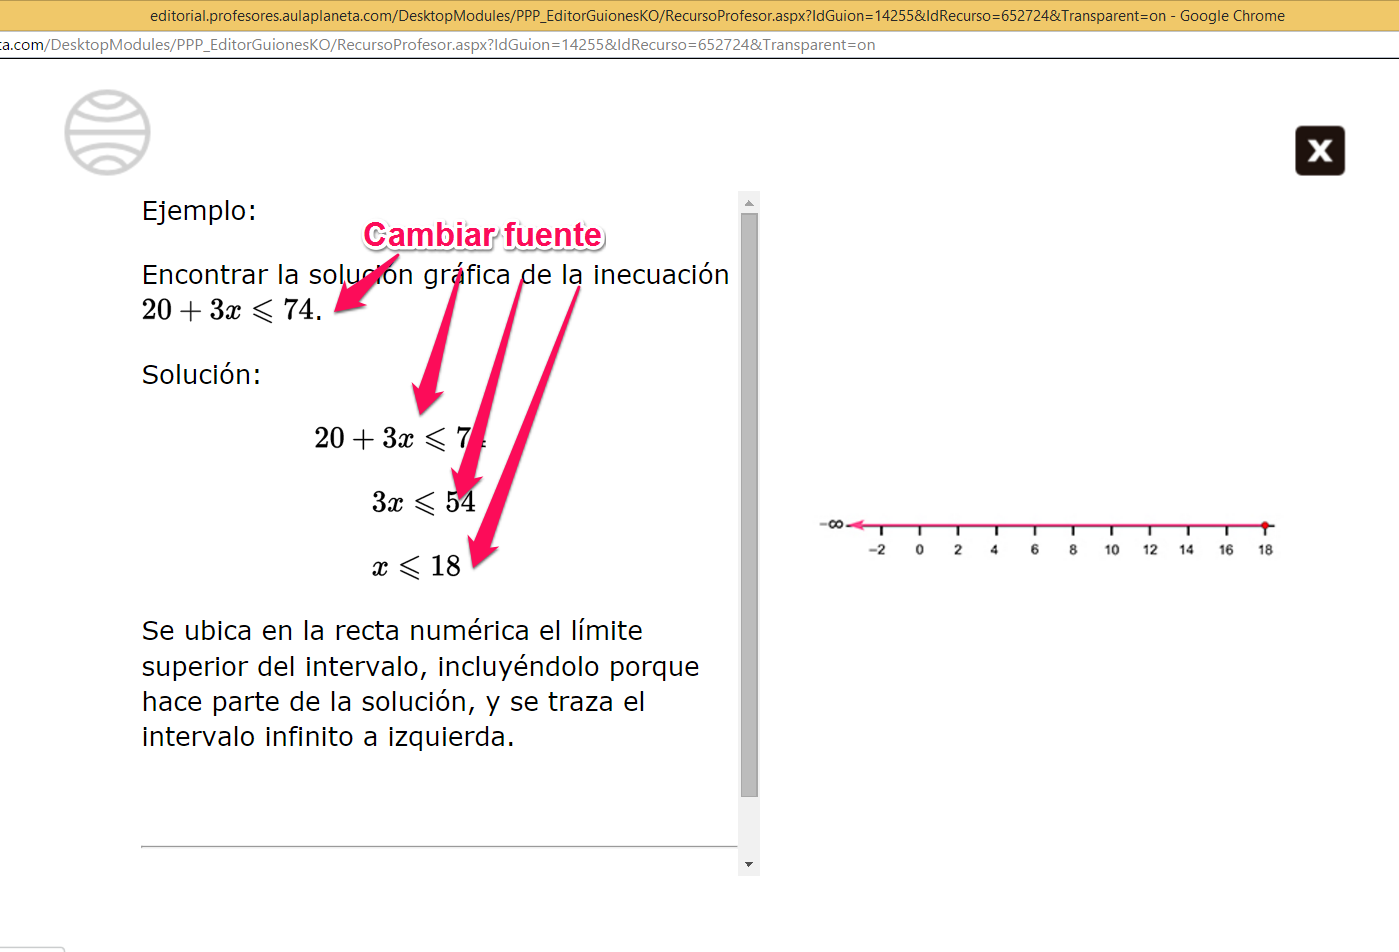 editorial.profesores.aulaplaneta.com/DesktopModules/PPP_EditorGuionesKO/RecursoProfesor.aspx?IdGuion=14255&IdRecurso=652724&Transparent=on - Google Chrome
ta.com/DesktopModules/PPP_EditorGuionesKO/RecursoProfesor.aspx?IdGuion=14255&IdRecurso=652724&Transparent=on
X
Ejemplo:
Cambiar fuente
Encontrar la solución gráfica de la inecuación
20 + 3x ⩽ 74.
Solución:
20 + 3x ⩽ 74
3x ⩽ 54
x ⩽ 18
Se ubica en la recta numérica el límite
superior del intervalo, incluyéndolo porque
hace parte de la solución, y se traza el
intervalo infinito a izquierda.
−∞
−2 0 2 4 6 8 10 12 14 16 18